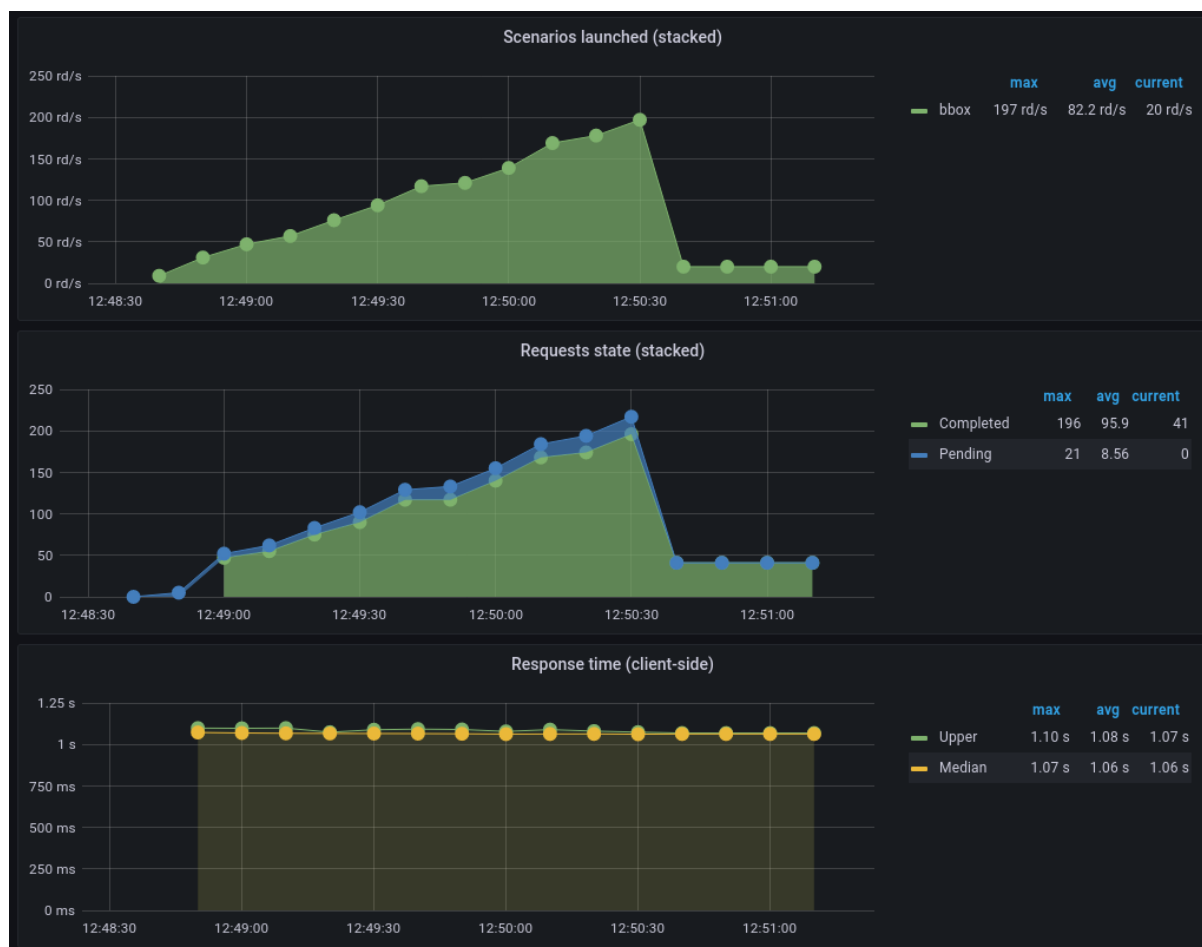 Scenarios launched (stacked)
250 rd/s
200 rd/s
150 rd/s
100 rd/s
50 rd/s
0 rd/s
12:48:30 12:49:00 12:49:30 12:50:00 12:50:30 12:51:00
max avg current
bbox 197 rd/s 82.2 rd/s 20 rd/s
Requests state (stacked)
250
200
150
100
50
0
12:48:30 12:49:00 12:49:30 12:50:00 12:50:30 12:51:00
max avg current
Completed 196 95.9 41
Pending 21 8.56 0
Response time (client-side)
1.25 s
1 s
750 ms
500 ms
250 ms
0 ms
12:48:30 12:49:00 12:49:30 12:50:00 12:50:30 12:51:00
max avg current
Upper 1.10 s 1.08 s 1.07 s
Median 1.07 s 1.06 s 1.06 s